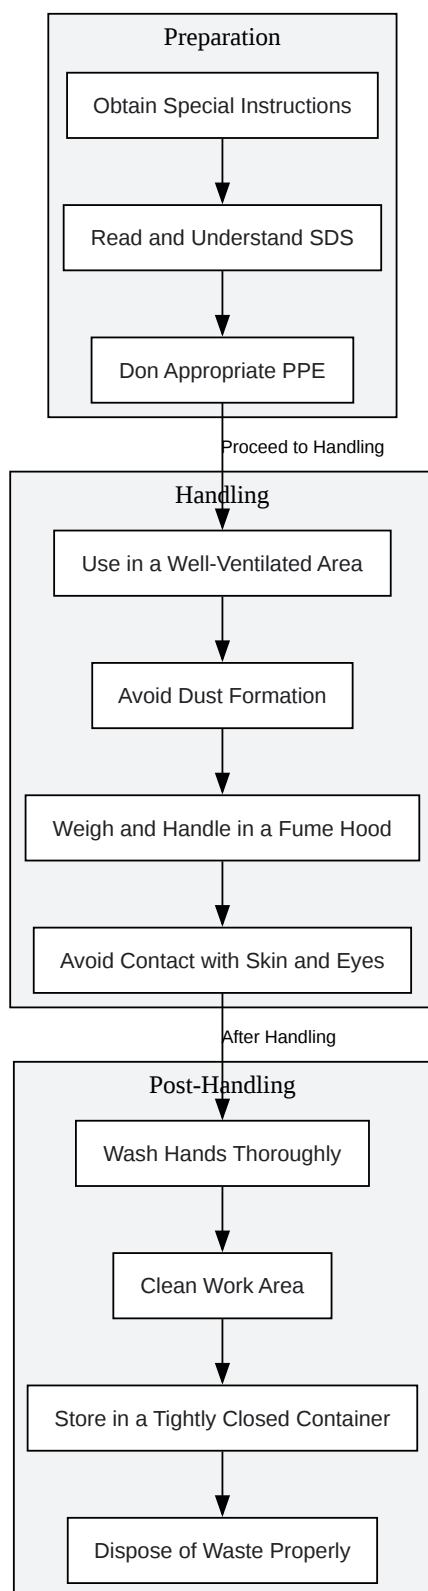 Preparation
Obtain Special Instructions
Read and Understand SDS
Don Appropriate PPE
Proceed to Handling
Handling
Use in a Well-Ventilated Area
Avoid Dust Formation
Weigh and Handle in a Fume Hood
Avoid Contact with Skin and Eyes
After Handling
Post-Handling
Wash Hands Thoroughly
Clean Work Area
Store in a Tightly Closed Container
Dispose of Waste Properly